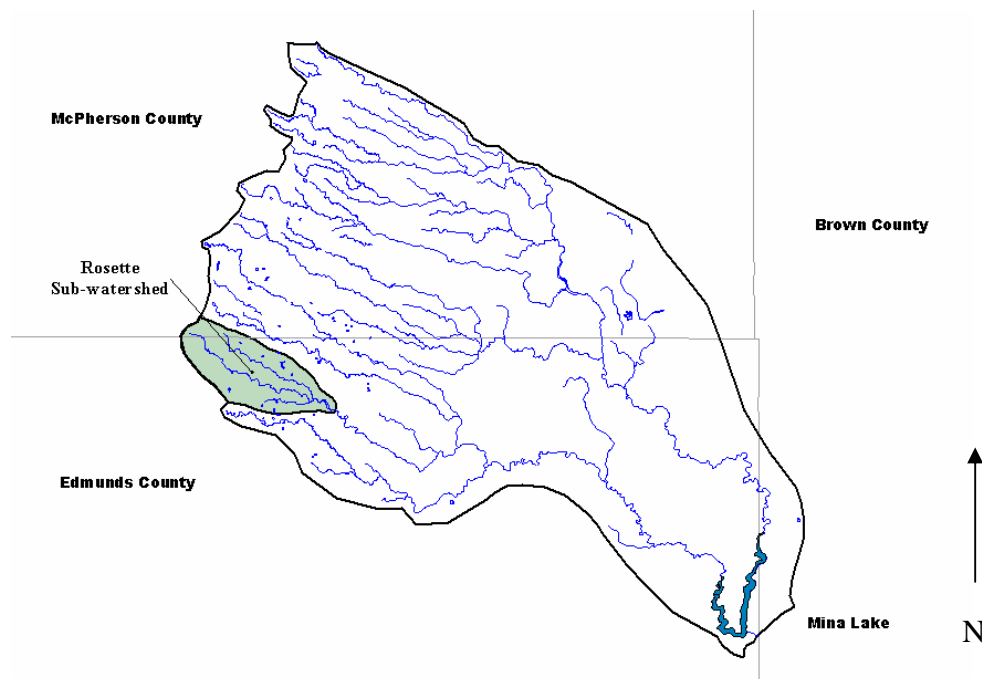 McPherson County
Brown County
Rosette
Sub-watershed
Edmunds County
Mina Lake
N